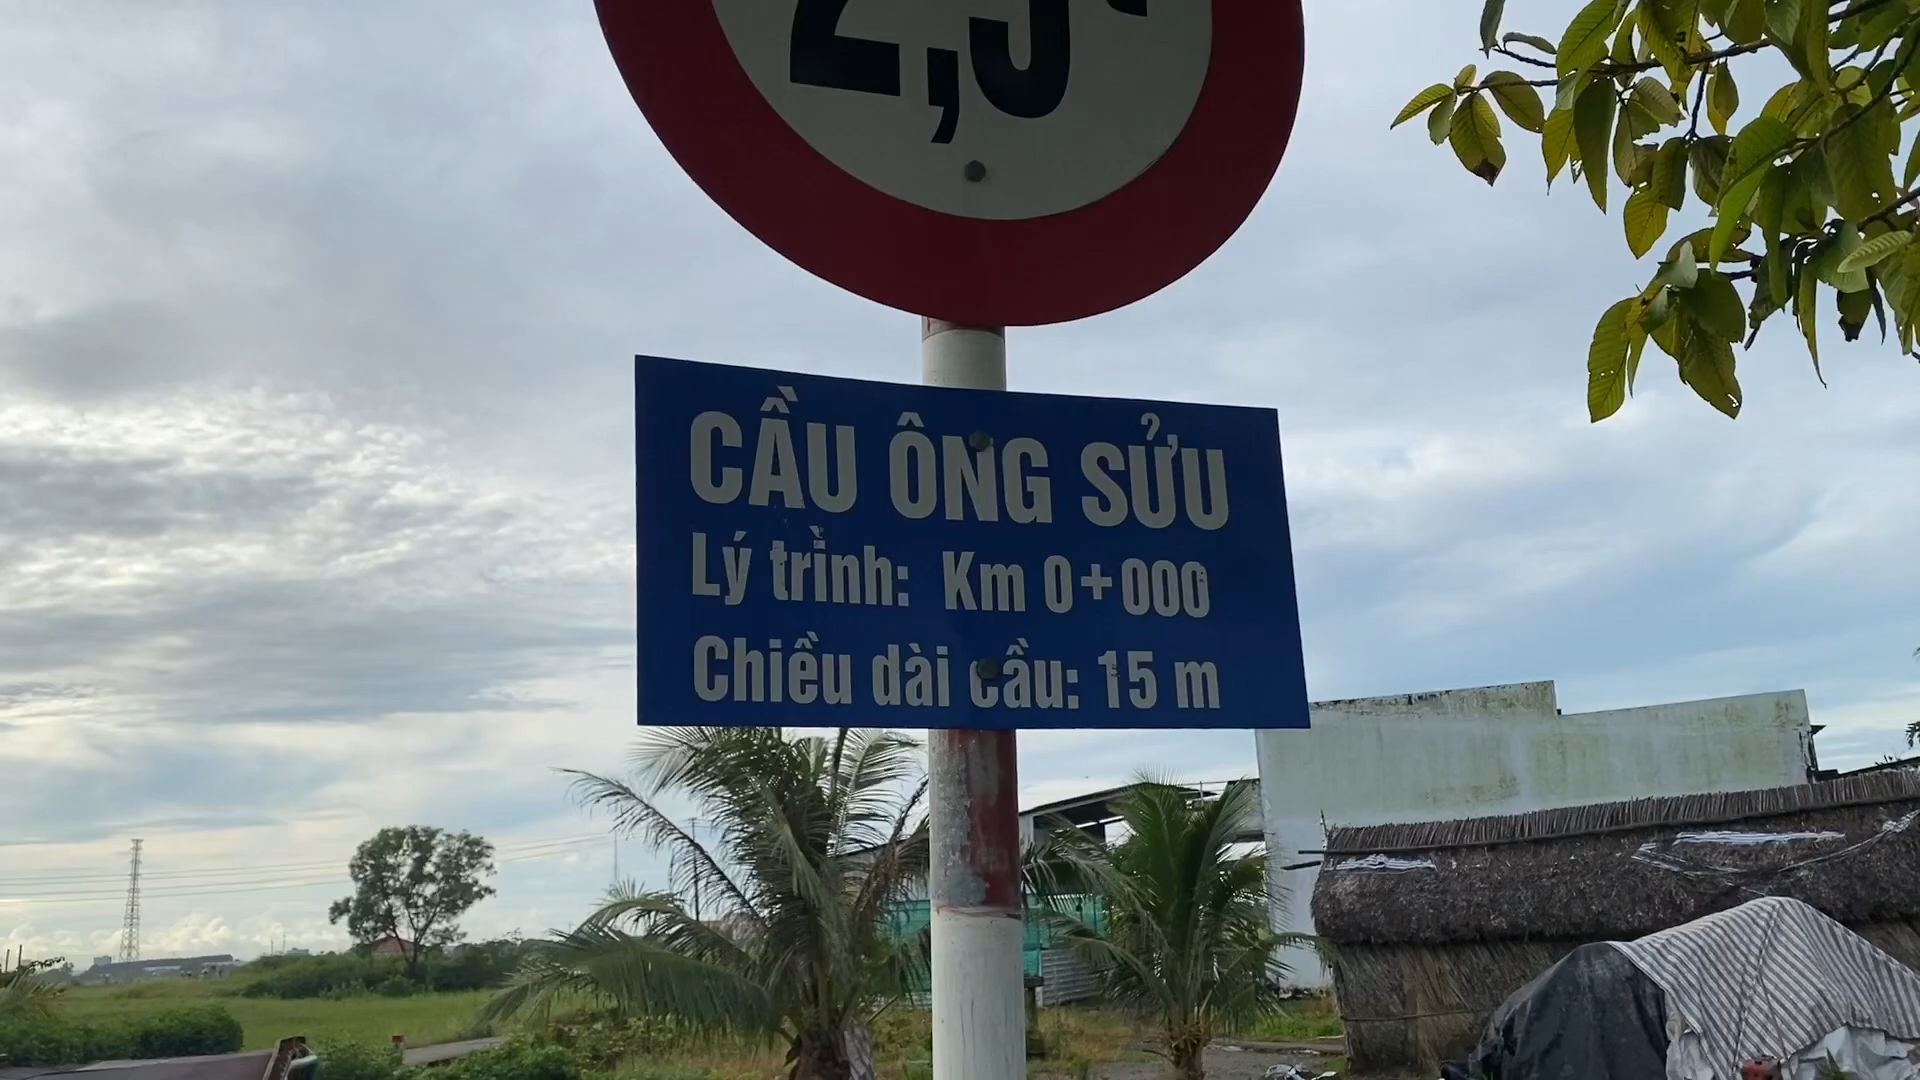 2,5
CẦU ÔNG SỬU
Lý trình: Km 0+000
Chiều dài cầu: 15 m